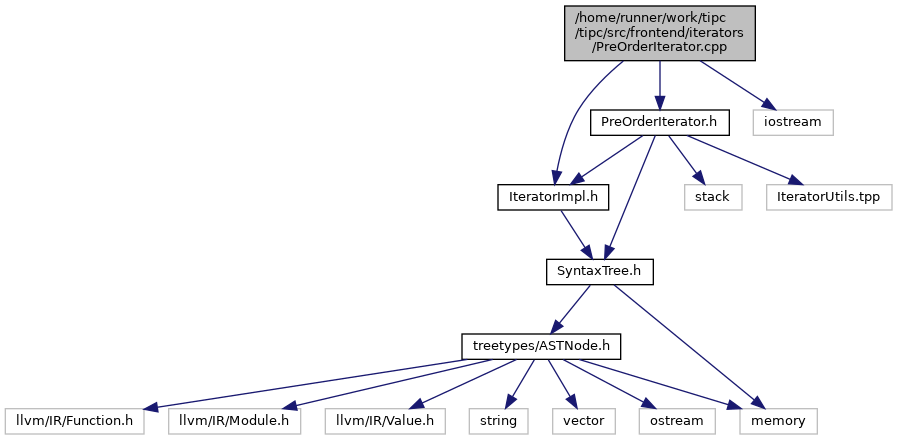 /home/runner/work/tipc
/tipc/src/frontend/iterators
/PreOrderIterator.cpp
PreOrderIterator.h
iostream
IteratorImpl.h
stack
IteratorUtils.tpp
SyntaxTree.h
treetypes/ASTNode.h
llvm/IR/Function.h
llvm/IR/Module.h
llvm/IR/Value.h
string
vector
ostream
memory